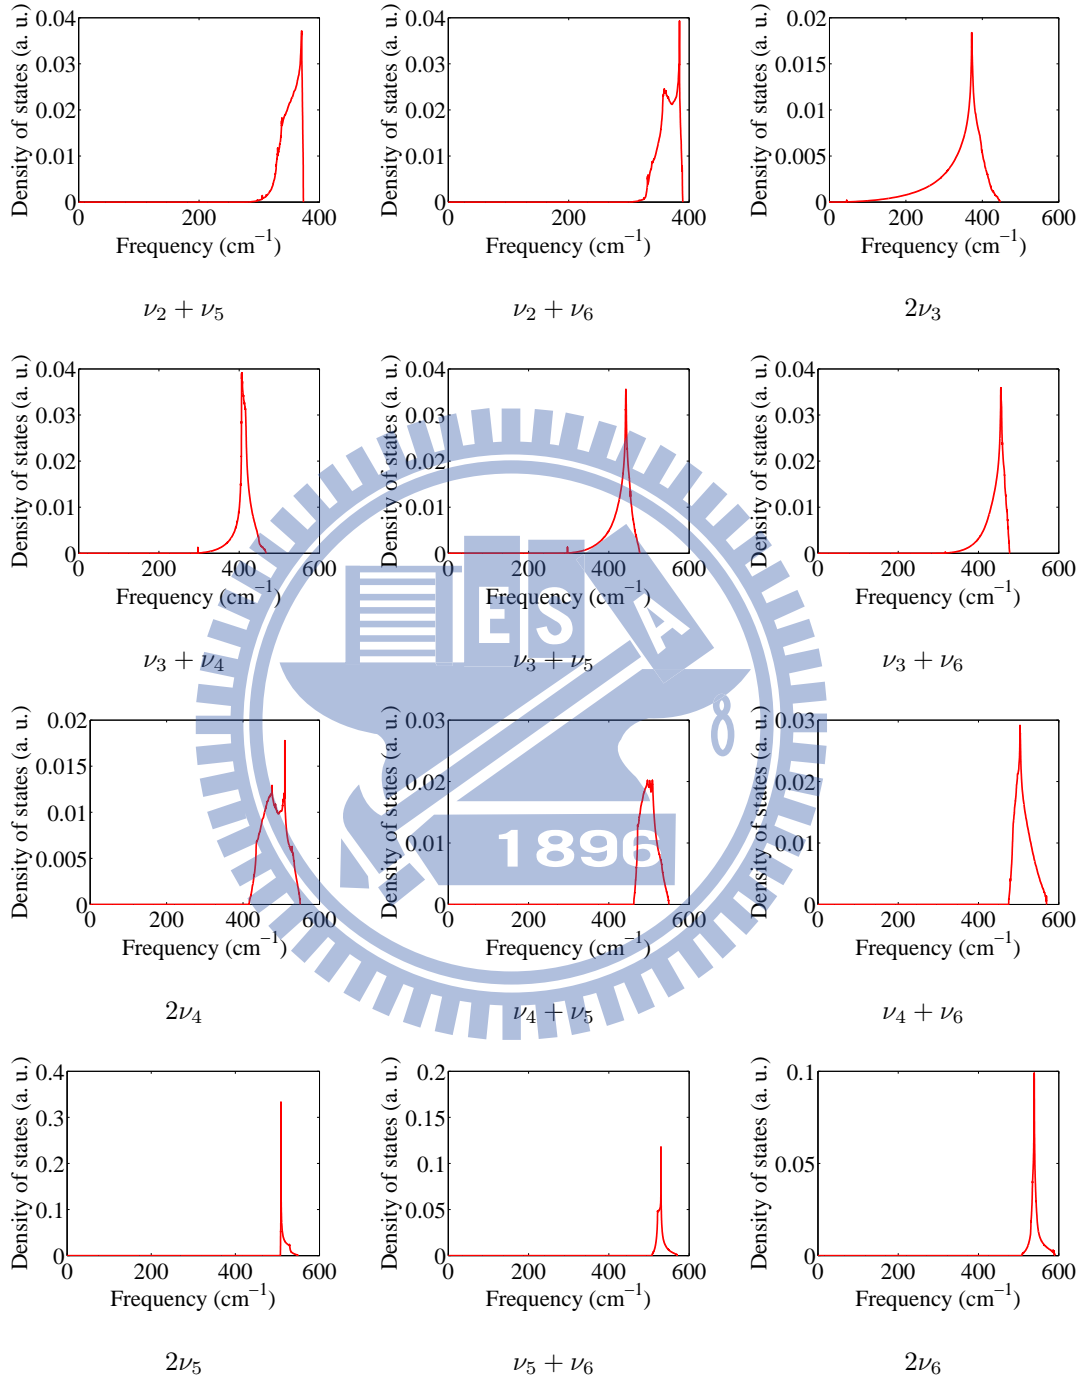 Density of states (a. u.)
0.04
0.03
0.02
0.01
0
0 200 400
Frequency (cm⁻¹)
ν₂ + ν₅
Density of states (a. u.)
0.04
0.03
0.02
0.01
0
0 200 400
Frequency (cm⁻¹)
ν₂ + ν₆
Density of states (a. u.)
0.02
0.015
0.01
0.005
0
0 200 400 600
Frequency (cm⁻¹)
2ν₃
Density of states (a. u.)
0.04
0.03
0.02
0.01
0
0 200 400 600
Frequency (cm⁻¹)
ν₃ + ν₄
Density of states (a. u.)
0.04
0.03
0.02
0.01
0
0 200 400 600
Frequency (cm⁻¹)
ν₃ + ν₅
Density of states (a. u.)
0.04
0.03
0.02
0.01
0
0 200 400 600
Frequency (cm⁻¹)
ν₃ + ν₆
E S A
Density of states (a. u.)
0.02
0.015
0.01
0.005
0
0 200 400 600
Frequency (cm⁻¹)
2ν₄
Density of states (a. u.)
0.03
0.02
0.01
0
0 200 400 600
Frequency (cm⁻¹)
ν₄ + ν₅
1896
Density of states (a. u.)
0.03
0.02
0.01
0
0 200 400 600
Frequency (cm⁻¹)
ν₄ + ν₆
Density of states (a. u.)
0.4
0.3
0.2
0.1
0
0 200 400 600
Frequency (cm⁻¹)
2ν₅
Density of states (a. u.)
0.2
0.15
0.1
0.05
0
0 200 400 600
Frequency (cm⁻¹)
ν₅ + ν₆
Density of states (a. u.)
0.1
0.05
0
0 200 400 600
Frequency (cm⁻¹)
2ν₆